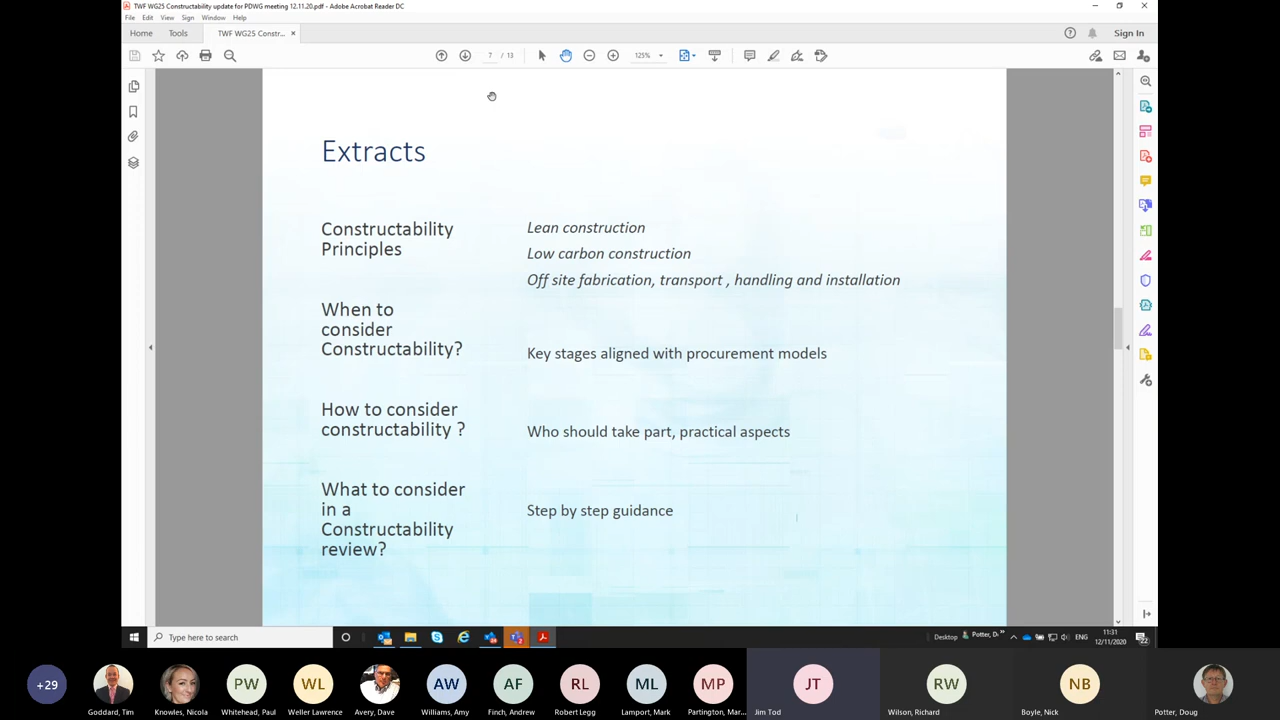 TWF WG25 Constructability update for PDWG meeting 12.11.20.pdf - Adobe Acrobat Reader DC
File Edit View Sign Window Help
Home Tools TWF WG25 Constr... × Sign In
7 / 13 125%
Extracts
Constructability
Principles
Lean construction
Low carbon construction
Off site fabrication, transport , handling and installation
When to
consider
Constructability?
Key stages aligned with procurement models
How to consider
constructability ?
Who should take part, practical aspects
What to consider
in a
Constructability
review?
Step by step guidance
Type here to search
Desktop
Potter, D
ENG
11:31
12/11/2020
22
+29
PW WL AW AF RL ML MP JT RW NB
Goddard, Tim
Knowles, Nicola
Whitehead, Paul
Weller Lawrence
Avery, Dave
Williams, Amy
Finch, Andrew
Robert Legg
Lamport, Mark
Partington, Mar...
Jim Tod
Wilson, Richard
Boyle, Nick
Potter, Doug